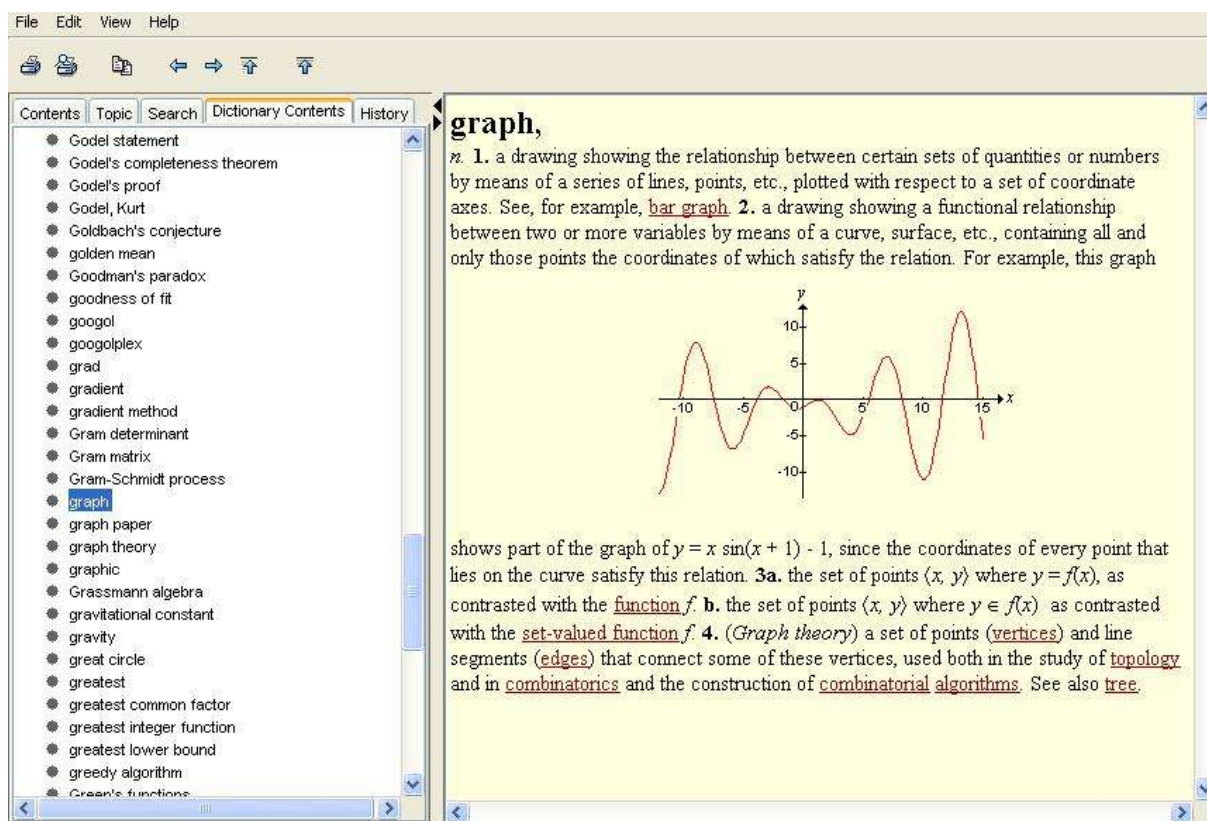 File Edit View Help
Contents Topic Search Dictionary Contents History
Godel statement
Godel's completeness theorem
Godel's proof
Godel, Kurt
Goldbach's conjecture
golden mean
Goodman's paradox
goodness of fit
googol
googolplex
grad
gradient
gradient method
Gram determinant
Gram matrix
Gram-Schmidt process
graph
graph paper
graph theory
graphic
Grassmann algebra
gravitational constant
gravity
great circle
greatest
greatest common factor
greatest integer function
greatest lower bound
greedy algorithm
Green's functions
graph,
n. 1. a drawing showing the relationship between certain sets of quantities or numbers
by means of a series of lines, points, etc., plotted with respect to a set of coordinate
axes. See, for example, bar graph. 2. a drawing showing a functional relationship
between two or more variables by means of a curve, surface, etc., containing all and
only those points the coordinates of which satisfy the relation. For example, this graph
y
10
5
-10 -5 0 5 10 15 x
-5
-10
shows part of the graph of y = x sin(x + 1) - 1, since the coordinates of every point that
lies on the curve satisfy this relation. 3a. the set of points ⟨x, y⟩ where y = f(x), as
contrasted with the function f. b. the set of points ⟨x, y⟩ where y ∈ f(x) as contrasted
with the set-valued function f. 4. (Graph theory) a set of points (vertices) and line
segments (edges) that connect some of these vertices, used both in the study of topology
and in combinatorics and the construction of combinatorial algorithms. See also tree.